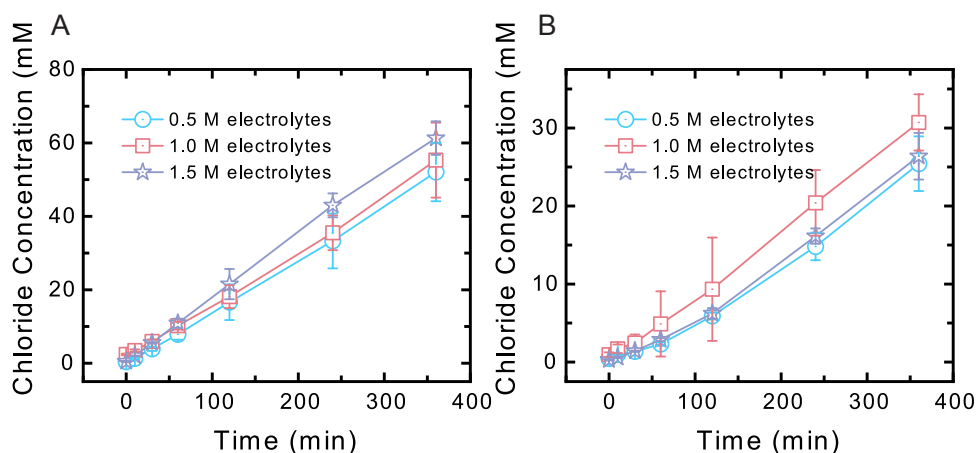 A
Chloride Concentration (mM)
80
60
40
20
0
0.5 M electrolytes
1.0 M electrolytes
1.5 M electrolytes
0 100 200 300 400
Time (min)
B
Chloride Concentration (mM
30
20
10
0
0.5 M electrolytes
1.0 M electrolytes
1.5 M electrolytes
0 100 200 300 400
Time (min)